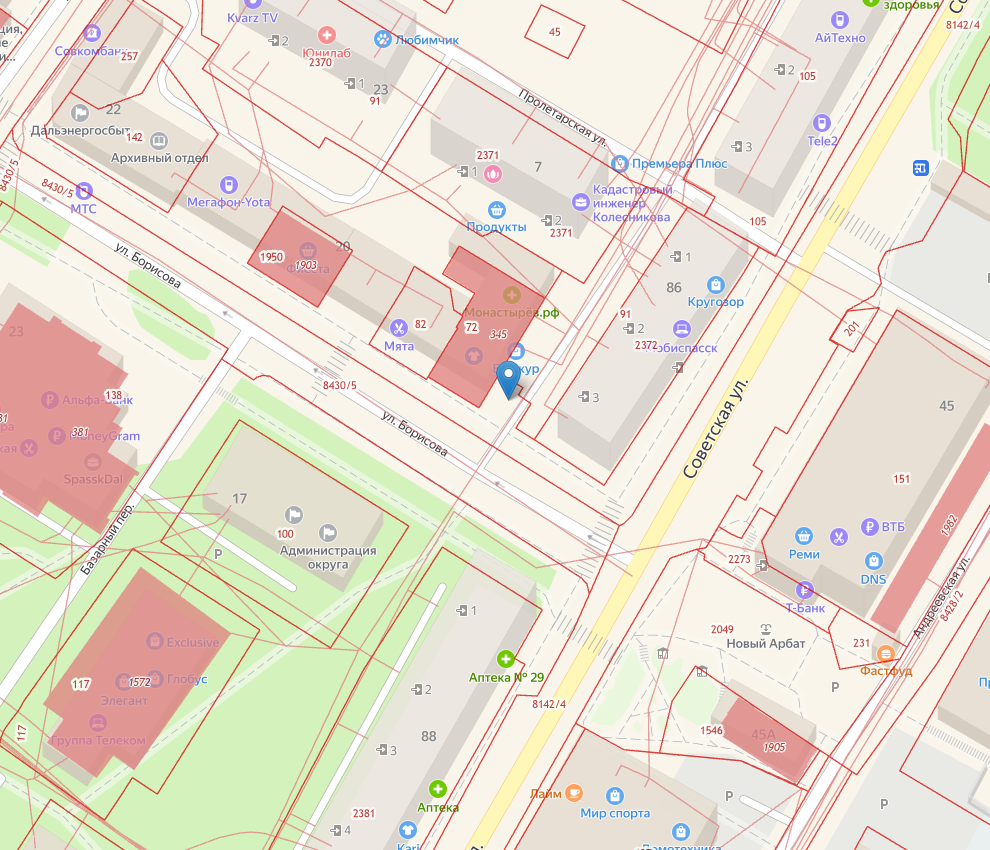 Kvarz TV
здоровья
8142/4
2
Юнилаб
2370
Любимчик
45
АйТехно
Совкомбанк
257
1
23
91
2
105
22
Дальэнергосбыт
142
Архивный отдел
Пролетарская ул.
Tele2
3
2371
1
7
Премьера Плюс
8430/5
8430/5
МТС
Мегафон-Yota
Кадастровый
инженер
Колесникова
Продукты
2
2371
105
ул. Борисова
20
1950
1903
1
86
Кругозор
Монастырёв.рф
91
2
2372
82
72
345
Мята
201
23
3
8430/5
138
Альфа-Банк
381
MoneyGram
SpasskDal
ул. Борисова
Советская ул.
45
151
17
100
Администрация
округа
P
Базарный пер.
ВТБ
1982
Реми
DNS
2273
Т-Банк
Андреевская ул.
8428/2
1
2049
Новый Арбат
231
Фастфуд
Exclusive
117
1572
Глобус
Элегант
Группа Телеком
117
Аптека № 29
2
8142/4
88
3
P
1546
45А
1905
Аптека
Лайм
Мир спорта
P
P
2381
4
Kari
Домотехника